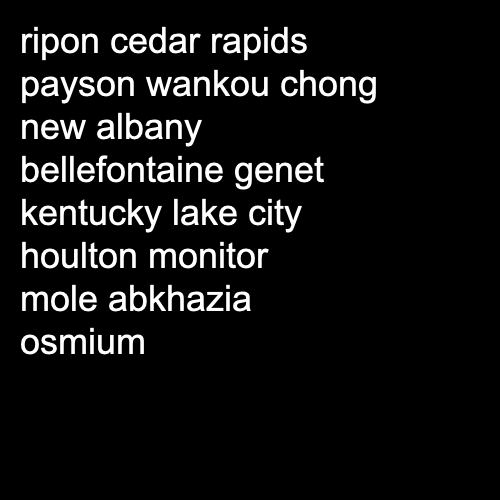 ripon cedar rapids
payson wankou chong
new albany
bellefontaine genet
kentucky lake city
houlton monitor
mole abkhazia
osmium